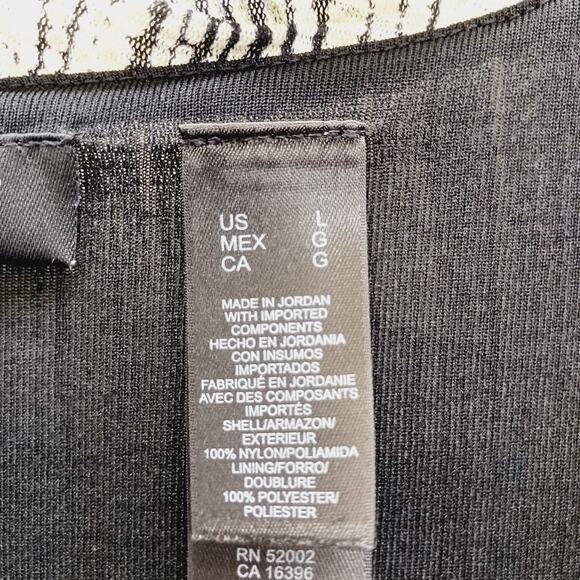 US L
MEX G
CA G
MADE IN JORDAN
WITH IMPORTED
COMPONENTS
HECHO EN JORDANIA
CON INSUMOS
IMPORTADOS
FABRIQUÉ EN JORDANIE
AVEC DES COMPOSANTS
IMPORTÉS
SHELL/ARMAZON/
EXTERIEUR
100% NYLON/POLIAMIDA
LINING/FORRO/
DOUBLURE
100% POLYESTER/
POLIESTER
RN 52002
CA 16396